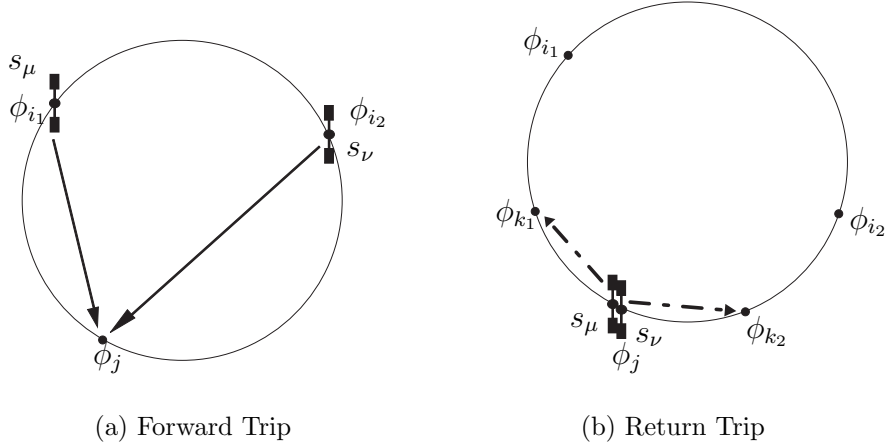 s_μ
ϕ_{i_1}
ϕ_{i_2}
s_ν
ϕ_j
(a) Forward Trip
ϕ_{i_1}
ϕ_{k_1}
ϕ_{i_2}
s_μ
s_ν
ϕ_{k_2}
ϕ_j
(b) Return Trip